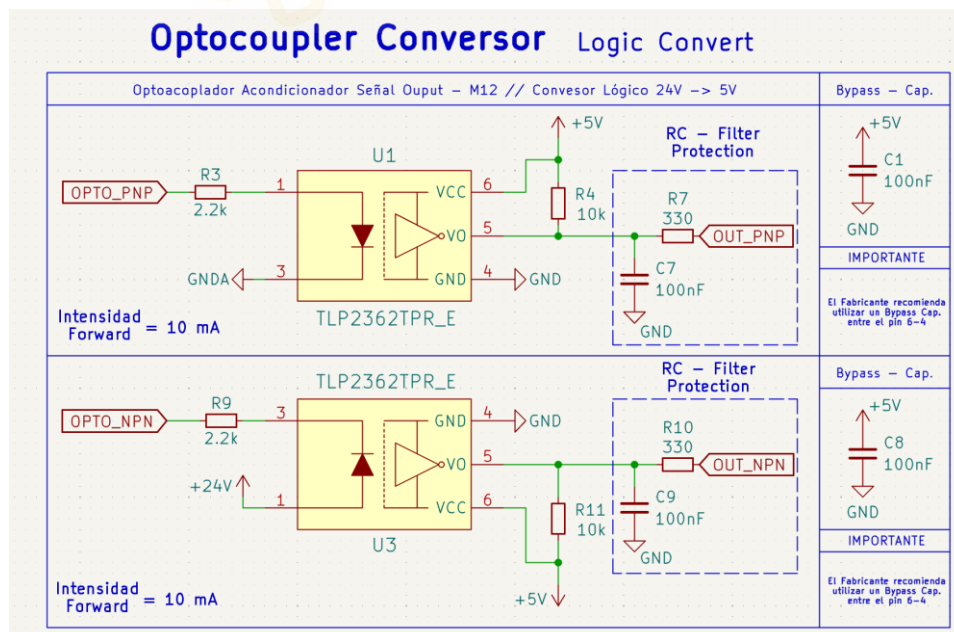 Optocoupler Conversor Logic Convert
Optoacoplador Acondicionador Señal Ouput - M12 // Convesor Lógico 24V -> 5V
Bypass - Cap.
+5V
RC - Filter
Protection
U1
R3
OPTO_PNP
2.2k
1
VCC
6
R4
10k
R7
330
VO
5
OUT_PNP
GNDA
3
GND
4
GND
C7
100nF
GND
TLP2362TPR_E
Intensidad
Forward = 10 mA
+5V
C1
100nF
GND
IMPORTANTE
El Fabricante recomienda
utilizar un Bypass Cap.
entre el pin 6-4
TLP2362TPR_E
RC - Filter
Protection
Bypass - Cap.
R9
OPTO_NPN
2.2k
3
GND
4
GND
R10
330
VO
5
OUT_NPN
+24V
1
VCC
6
R11
10k
C9
100nF
GND
U3
+5V
Intensidad
Forward = 10 mA
+5V
C8
100nF
GND
IMPORTANTE
El Fabricante recomienda
utilizar un Bypass Cap.
entre el pin 6-4